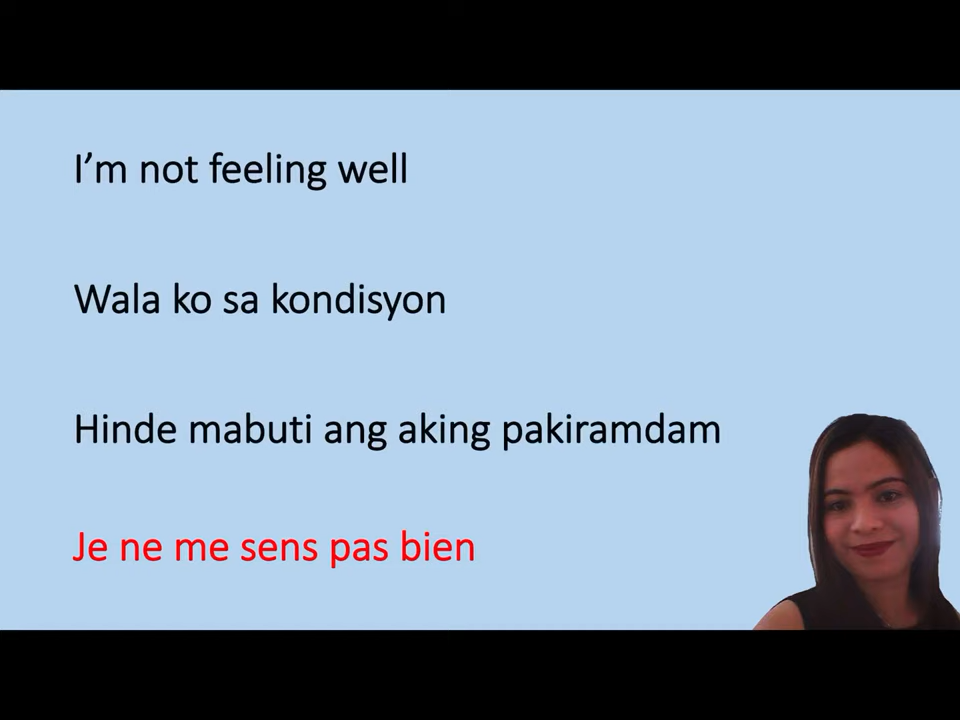 I’m not feeling well
Wala ko sa kondisyon
Hinde mabuti ang aking pakiramdam
Je ne me sens pas bien